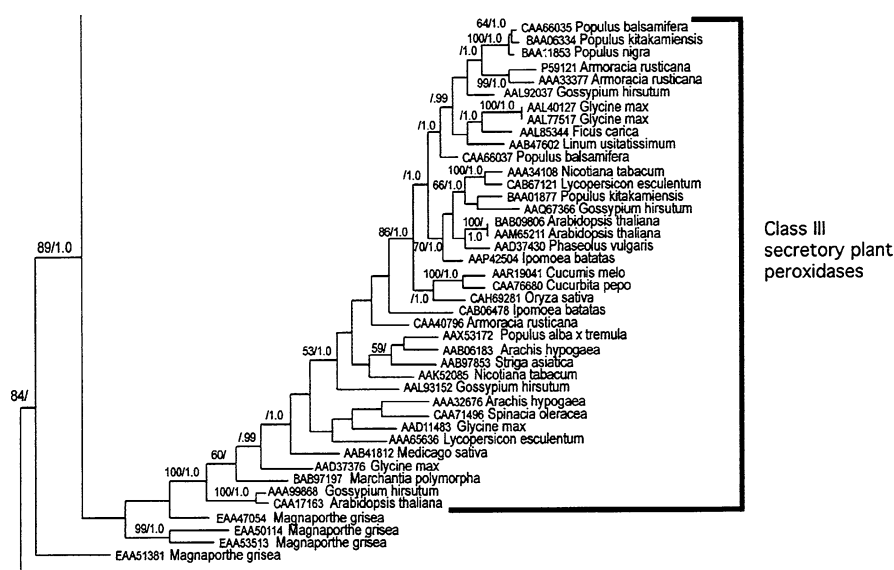 64/1.0
CAA66035 Populus balsamifera
100/1.0
BAA06334 Populus kitakamiensis
/1.0
BAA11853 Populus nigra
P59121 Armoracia rusticana
99/1.0
AAA33377 Armoracia rusticana
AAL92037 Gossypium hirsutum
/.99
100/1.0
AAL40127 Glycine max
/1.0
AAL77517 Glycine max
/1.0
AAL85344 Ficus carica
AAB47602 Linum usitatissimum
CAA66037 Populus balsamifera
100/1.0
AAA34108 Nicotiana tabacum
/1.0
66/1.0
CAB67121 Lycopersicon esculentum
BAA01877 Populus kitakamiensis
AAQ67366 Gossypium hirsutum
100/
1.0
BAB09806 Arabidopsis thaliana
86/1.0
AAM65211 Arabidopsis thaliana
70/1.0
AAD37430 Phaseolus vulgaris
AAP42504 Ipomoea batatas
100/1.0
AAR19041 Cucumis melo
CAA76680 Cucurbita pepo
/1.0
CAH69281 Oryza sativa
CAB06478 Ipomoea batatas
CAA40796 Armoracia rusticana
AAX53172 Populus alba x tremula
59/
AAB06183 Arachis hypogaea
53/1.0
AAB97853 Striga asiatica
AAK52085 Nicotiana tabacum
AAL93152 Gossypium hirsutum
AAA32676 Arachis hypogaea
CAA71496 Spinacia oleracea
/1.0
AAD11483 Glycine max
AAA65636 Lycopersicon esculentum
/.99
AAB41812 Medicago sativa
60/
AAD37376 Glycine max
100/1.0
BAB97197 Marchantia polymorpha
100/1.0
AAA99868 Gossypium hirsutum
CAA17163 Arabidopsis thaliana
EAA47054 Magnaporthe grisea
99/1.0
EAA50114 Magnaporthe grisea
EAA53513 Magnaporthe grisea
EAA51381 Magnaporthe grisea
89/1.0
84/
Class III
secretory plant
peroxidases